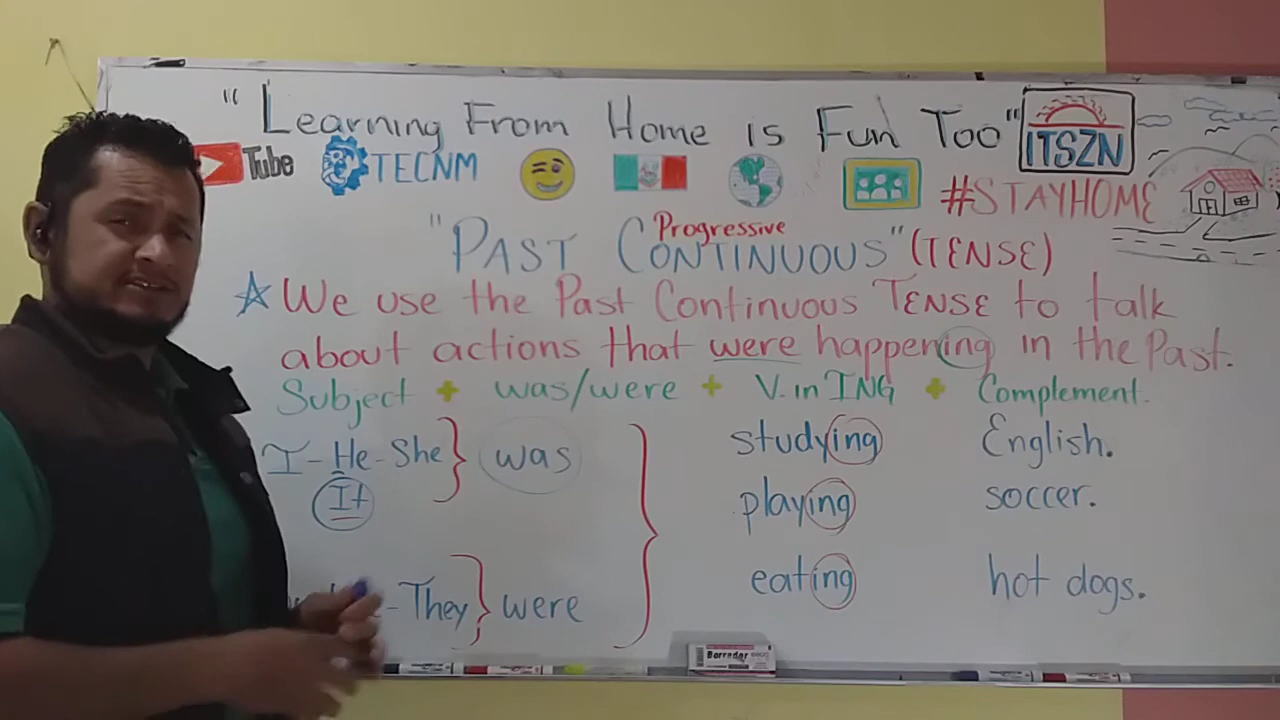 "Learning From Home is Fun Too"
ITSZN
Tube TECNM
#STAYHOME
Progressive
"PAST CONTINUOUS" (TENSE)
We use the Past Continuous TENSE to talk
about actions that were happening in the Past.
Subject + was/were + V. in ING + Complement.
I - He - She } was studying English.
It playing soccer.
- They } were eating hot dogs.
Borrador